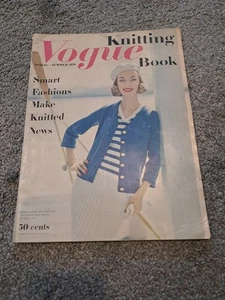 Knitting
Vogue
Book
Smart
Fashions
Make
Knitted
News
50 cents